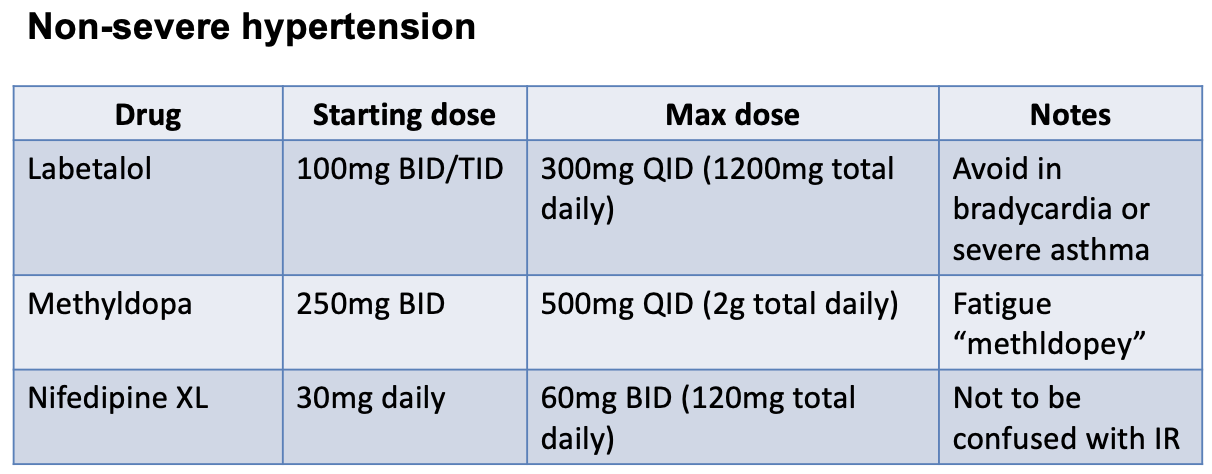 Non-severe hypertension
Drug
Starting dose
Max dose
Notes
Labetalol
100mg BID/TID
300mg QID (1200mg total
daily)
Avoid in
bradycardia or
severe asthma
Methyldopa
250mg BID
500mg QID (2g total daily)
Fatigue
“methldopey”
Nifedipine XL
30mg daily
60mg BID (120mg total
daily)
Not to be
confused with IR